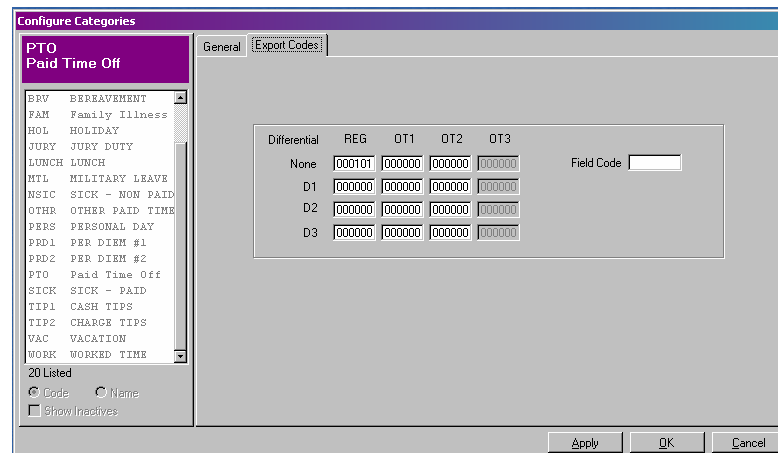 Configure Categories
PTO
Paid Time Off
BRV BEREAVEMENT
FAM Family Illness
HOL HOLIDAY
JURY JURY DUTY
LUNCH LUNCH
MTL MILITARY LEAVE
NSIC SICK - NON PAID
OTHR OTHER PAID TIME
PERS PERSONAL DAY
PRD1 PER DIEM #1
PRD2 PER DIEM #2
PTO Paid Time Off
SICK SICK - PAID
TIP1 CASH TIPS
TIP2 CHARGE TIPS
VAC VACATION
WORK WORKED TIME
20 Listed
Code Name
Show Inactives
General Export Codes
Differential REG OT1 OT2 OT3
None 000101 000000 000000 000000 Field Code
D1 000000 000000 000000 000000
D2 000000 000000 000000 000000
D3 000000 000000 000000 000000
Apply OK Cancel